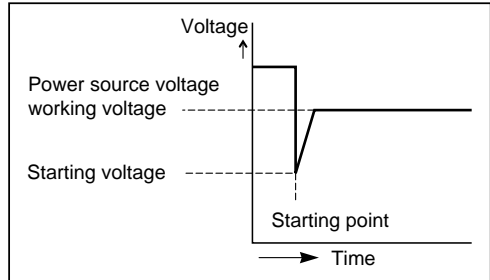 Voltage
Power source voltage
working voltage
Starting voltage
Starting point
Time